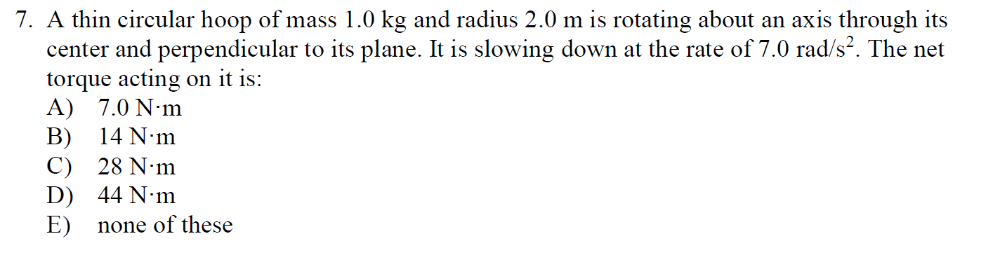 7. A thin circular hoop of mass 1.0 kg and radius 2.0 m is rotating about an axis through its
center and perpendicular to its plane. It is slowing down at the rate of 7.0 rad/s². The net
torque acting on it is:
A) 7.0 N·m
B) 14 N·m
C) 28 N·m
D) 44 N·m
E) none of these